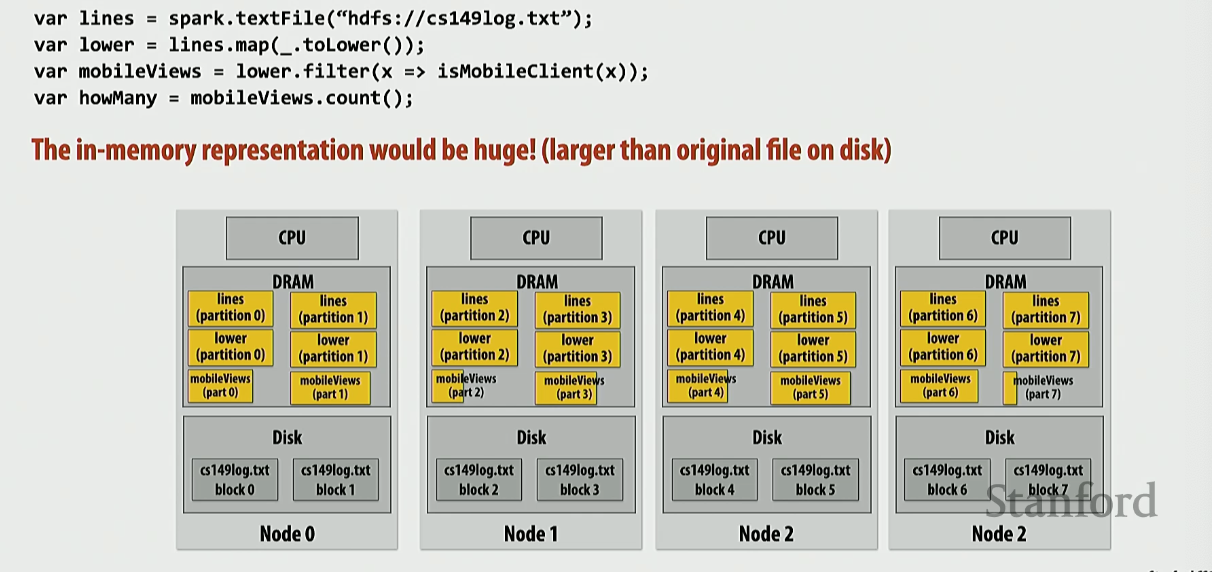 var lines = spark.textFile(“hdfs://cs149log.txt”);
var lower = lines.map(_.toLower());
var mobileViews = lower.filter(x => isMobileClient(x));
var howMany = mobileViews.count();
The in-memory representation would be huge! (larger than original file on disk)
CPU
DRAM
lines
(partition 0)
lines
(partition 1)
lower
(partition 0)
lower
(partition 1)
mobileViews
(part 0)
mobileViews
(part 1)
Disk
cs149log.txt
block 0
cs149log.txt
block 1
Node 0
CPU
DRAM
lines
(partition 2)
lines
(partition 3)
lower
(partition 2)
lower
(partition 3)
mobileViews
(part 2)
mobileViews
(part 3)
Disk
cs149log.txt
block 2
cs149log.txt
block 3
Node 1
CPU
DRAM
lines
(partition 4)
lines
(partition 5)
lower
(partition 4)
lower
(partition 5)
mobileViews
(part 4)
mobileViews
(part 5)
Disk
cs149log.txt
block 4
cs149log.txt
block 5
Node 2
CPU
DRAM
lines
(partition 6)
lines
(partition 7)
lower
(partition 6)
lower
(partition 7)
mobileViews
(part 6)
mobileViews
(part 7)
Disk
cs149log.txt
block 6
cs149log.txt
block 7
Node 2
Stanford